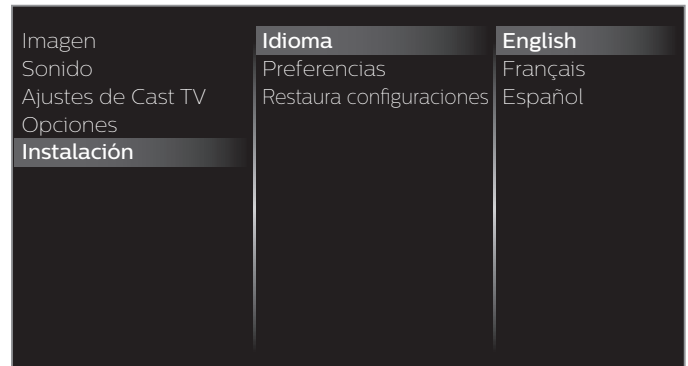 Imagen
Sonido
Ajustes de Cast TV
Opciones
Instalación
Idioma
Preferencias
Restaura configuraciones
English
Français
Español